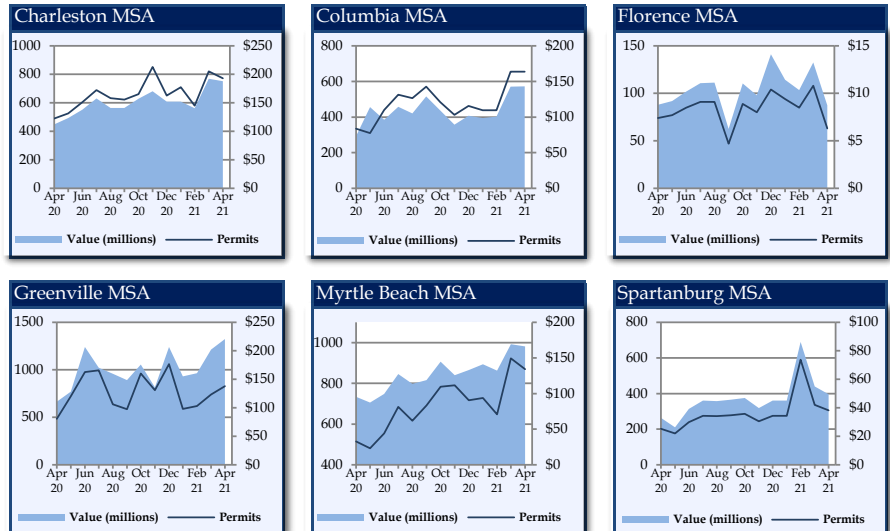 Charleston MSA
1000
800
600
400
200
0
$250
$200
$150
$100
$50
$0
Apr Jun Aug Oct Dec Feb Apr
20 20 20 20 20 21 21
Value (millions) Permits
Columbia MSA
800
600
400
200
0
$200
$150
$100
$50
$0
Apr Jun Aug Oct Dec Feb Apr
20 20 20 20 20 21 21
Value (millions) Permits
Florence MSA
150
100
50
0
$15
$10
$5
$0
Apr Jun Aug Oct Dec Feb Apr
20 20 20 20 20 21 21
Value (millions) Permits
Greenville MSA
1500
1000
500
0
$250
$200
$150
$100
$50
$0
Apr Jun Aug Oct Dec Feb Apr
20 20 20 20 20 21 21
Value (millions) Permits
Myrtle Beach MSA
1000
800
600
400
$200
$150
$100
$50
$0
Apr Jun Aug Oct Dec Feb Apr
20 20 20 20 20 21 21
Value (millions) Permits
Spartanburg MSA
800
600
400
200
0
$100
$80
$60
$40
$20
$0
Apr Jun Aug Oct Dec Feb Apr
20 20 20 20 20 21 21
Value (millions) Permits